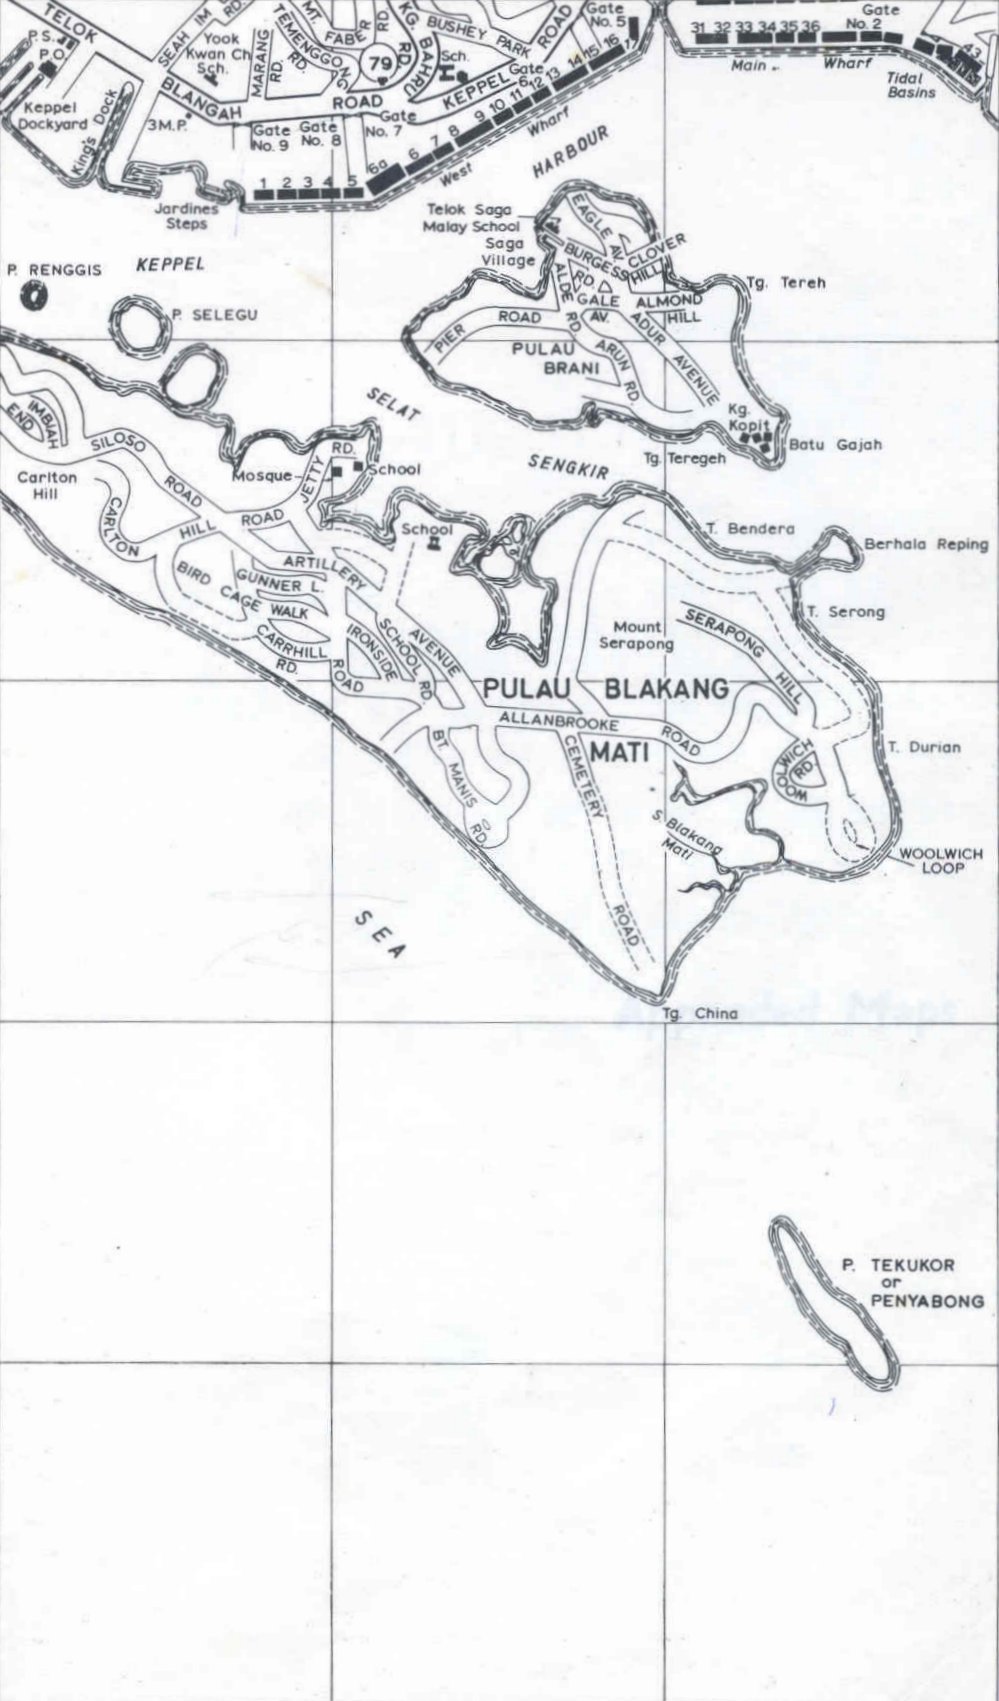 TELOK
P.S.
P.O.
SEAH IM RD.
Yook
Kwan Ch
Sch.
MARANG
RD.
TEMENGGONG
RD.
MT.
FABER
RD
79
KG. BAHRU
RD.
BUSHEY PARK
ROAD
Sch.
Gate
No. 5
Gate
6
31 32 33 34 35 36
Gate
No. 2
Main
Wharf
Tidal
Basins
4
43
Keppel
Dockyard
King's Dock
BLANGAH
ROAD
KEPPEL
3 M.P.
Gate
No. 9
Gate
No. 8
Gate
No. 7
1 2 3 4 5
6a 6 7 8 9 10 11 12 13 14 15 16 17
West
Wharf
HARBOUR
Jardines
Steps
Telok Saga
Malay School
Saga
Village
EAGLE AV.
CLOVER
BURGESS HILL
RD.
ALDE RD.
GALE
AV.
ALMOND
HILL
Tg. Tereh
P. RENGGIS
KEPPEL
P. SELEGU
PIER
ROAD
PULAU
BRANI
ARUN RD.
ADUR AVENUE
Kg.
Kopit
Batu Gajah
Tg. Teregeh
SELAT
SENGKIR
IMBIAH
END
SILOSO
ROAD
Carlton
Hill
Mosque
JETTY
RD.
School
CARLTON
HILL
ROAD
School
T. Bendera
Berhala Reping
ARTILLERY
AVENUE
BIRD
CAGE
WALK
GUNNER L.
T. Serong
CARRHILL
RD.
IRONSIDE
ROAD
SCHOOL RD.
Mount
Serapong
SERAPONG
HILL
PULAU BLAKANG
MATI
ALLANBROOKE
ROAD
T. Durian
WOOLWICH
RD.
BT. MANIS
RD.
CEMETERY
ROAD
S. Blakang
Mati
WOOLWICH
LOOP
SEA
Tg. China
P. TEKUKOR
or
PENYABONG